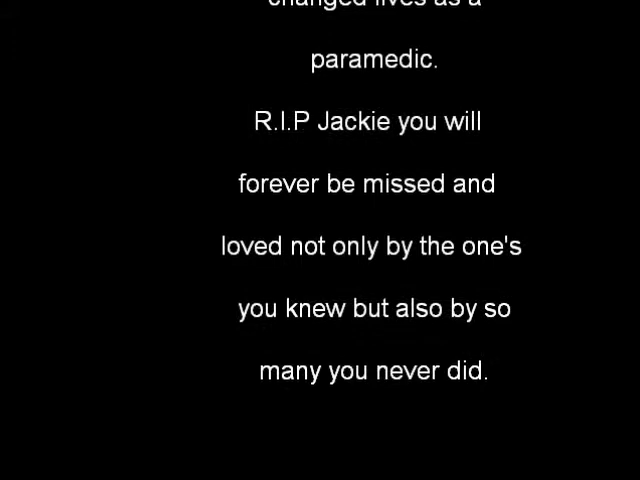 changed lives as a
paramedic.
R.I.P Jackie you will
forever be missed and
loved not only by the one's
you knew but also by so
many you never did.